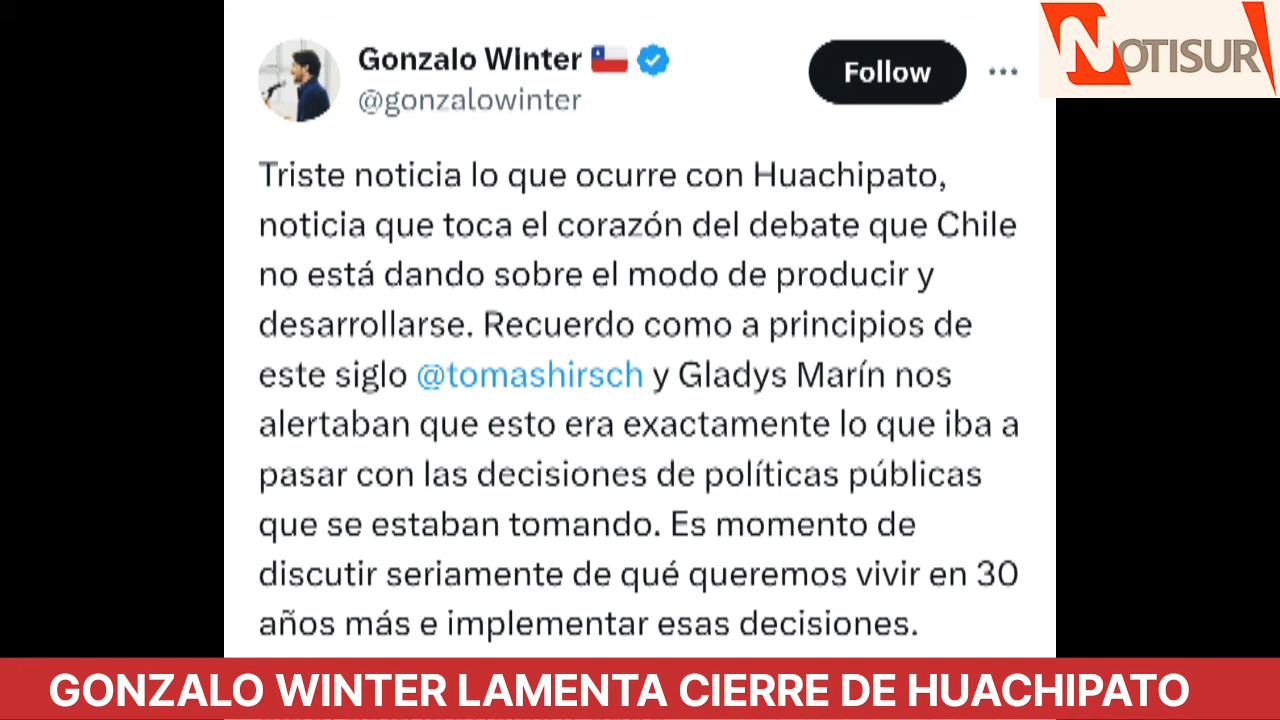 Gonzalo WInter 🇨🇱
@gonzalowinter
Follow
NOTISUR
Triste noticia lo que ocurre con Huachipato,
noticia que toca el corazón del debate que Chile
no está dando sobre el modo de producir y
desarrollarse. Recuerdo como a principios de
este siglo @tomashirsch y Gladys Marín nos
alertaban que esto era exactamente lo que iba a
pasar con las decisiones de políticas públicas
que se estaban tomando. Es momento de
discutir seriamente de qué queremos vivir en 30
años más e implementar esas decisiones.
GONZALO WINTER LAMENTA CIERRE DE HUACHIPATO